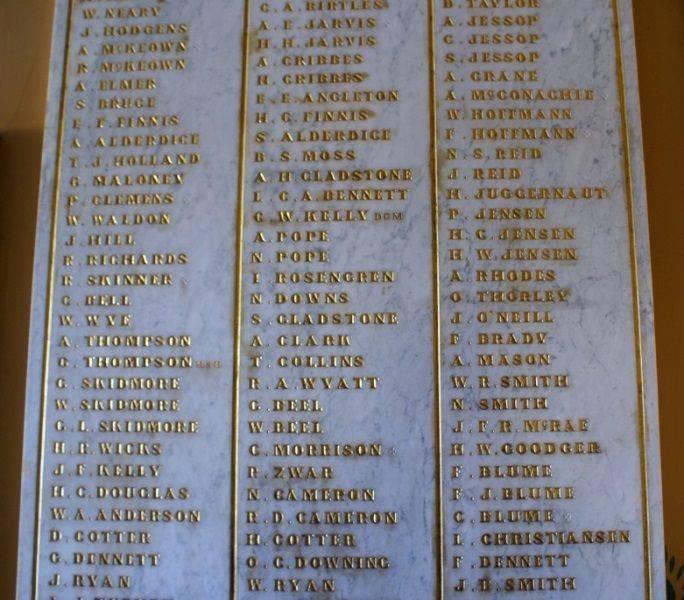 W. NEARY
J. HODGENS
A. McKEOWN
R. McKEOWN
A. ELMER
S. BRUCE
E. F. FINNIS
A. ALDERDICE
T. J. HOLLAND
G. MALONEY
P. CLEMENS
W. WALDON
J. HILL
R. RICHARDS
R. SKINNER
C. BELL
W. WYE
A. THOMPSON
G. THOMPSON
G. SKIDMORE
W. SKIDMORE
G. L. SKIDMORE
H. R. WICKS
J. F. KELLY
H. C. DOUGLAS
W. A. ANDERSON
D. COTTER
G. DENNETT
J. RYAN
C. A. BIRTLES
A. E. JARVIS
H. H. JARVIS
A. CRIBBES
H. CRIBBES
E. E. ANGLETON
H. G. FINNIS
S. ALDERDICE
B. S. MOSS
A. H. GLADSTONE
L. C. A. BENNETT
G. W. KELLY DCM
A. POPE
N. POPE
I. ROSENGREN
N. DOWNS
S. GLADSTONE
A. CLARK
T. COLLINS
R. A. WYATT
G. BEEL
W. BEEL
C. MORRISON
R. ZWAR
N. CAMERON
R. D. CAMERON
H. COTTER
O. C. DOWNING
W. RYAN
D. TAYLOR
A. JESSOP
C. JESSOP
S. JESSOP
A. CRANE
A. McCONACHIE
W. HOFFMANN
F. HOFFMANN
N. S. REID
J. REID
H. JUGGERNAUT
P. JENSEN
H. C. JENSEN
H. W. JENSEN
A. RHODES
O. THORLEY
J. O'NEILL
F. BRADY
A. MASON
W. R. SMITH
N. SMITH
J. F. R. McRAE
H. W. GOODGER
F. BLUME
F. J. BLUME
C. BLUME
L. CHRISTIANSEN
F. DENNETT
J. B. SMITH